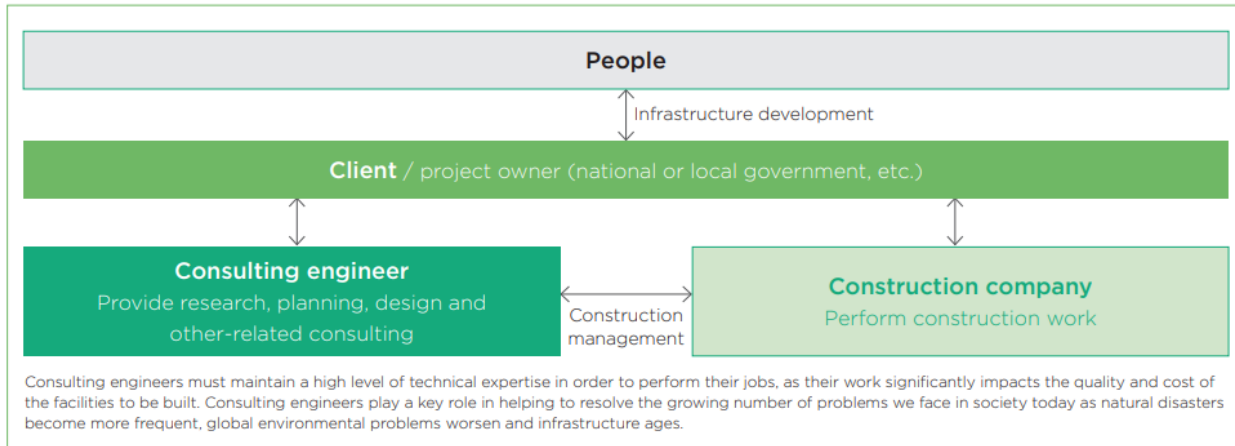 People
Infrastructure development
Client / project owner (national or local government, etc.)
Consulting engineer
Provide research, planning, design and
other-related consulting
Construction
management
Construction company
Perform construction work
Consulting engineers must maintain a high level of technical expertise in order to perform their jobs, as their work significantly impacts the quality and cost of
the facilities to be built. Consulting engineers play a key role in helping to resolve the growing number of problems we face in society today as natural disasters
become more frequent, global environmental problems worsen and infrastructure ages.